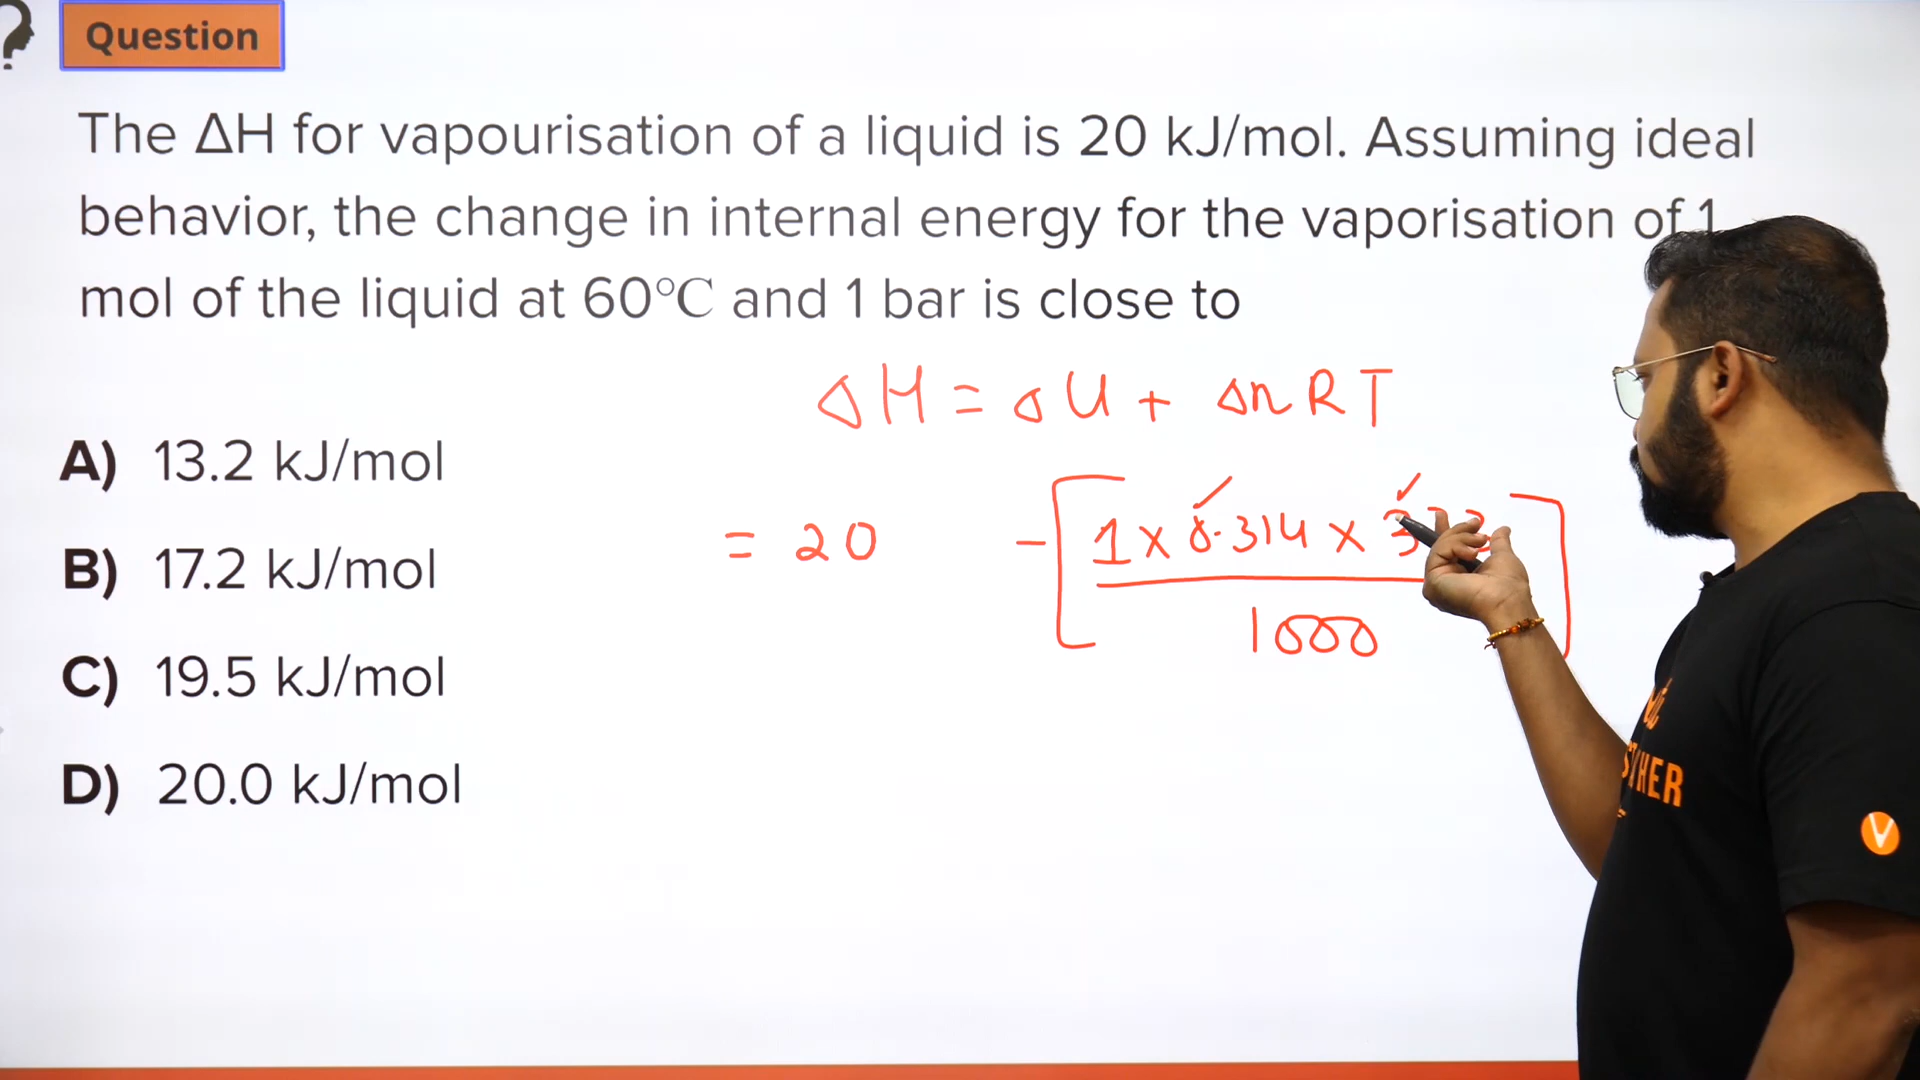 Question
The ΔH for vapourisation of a liquid is 20 kJ/mol. Assuming ideal
behavior, the change in internal energy for the vaporisation of 1
mol of the liquid at 60°C and 1 bar is close to
ΔH = ΔU + ΔnRT
A) 13.2 kJ/mol
= 20 - [1 x 8.314 x
1000]
B) 17.2 kJ/mol
C) 19.5 kJ/mol
D) 20.0 kJ/mol
HER
V